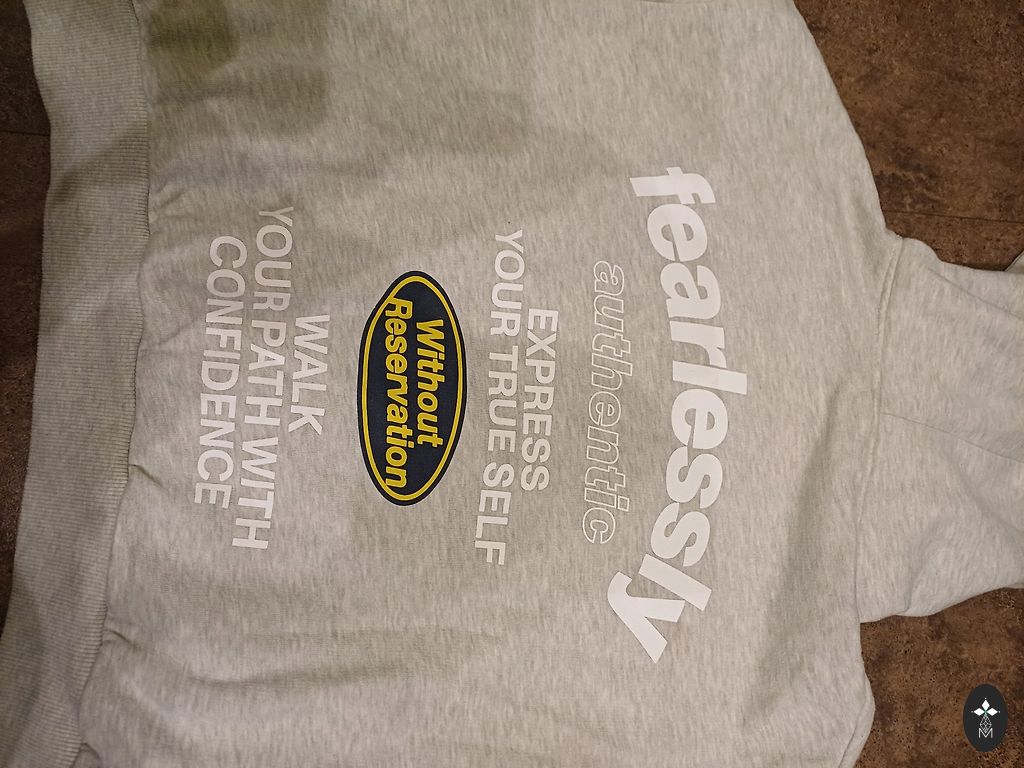 fearlessly
authentic
EXPRESS
YOUR TRUE SELF
Without
Reservation
WALK
YOUR PATH WITH
CONFIDENCE
M